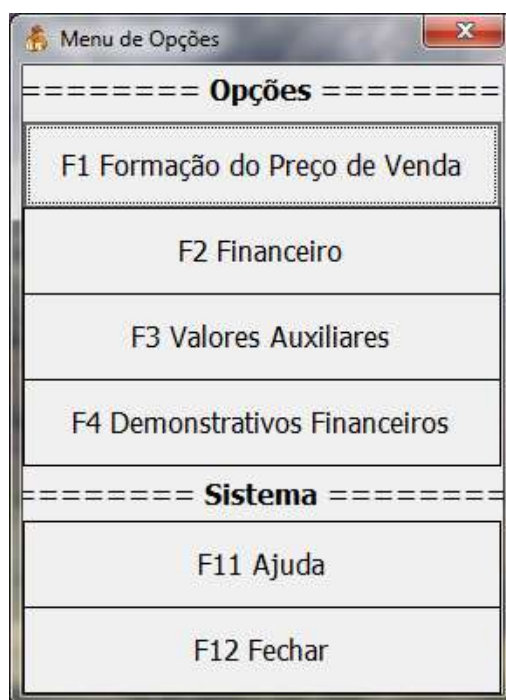 Menu de Opções
======== Opções ========
F1 Formação do Preço de Venda
F2 Financeiro
F3 Valores Auxiliares
F4 Demonstrativos Financeiros
======== Sistema ========
F11 Ajuda
F12 Fechar